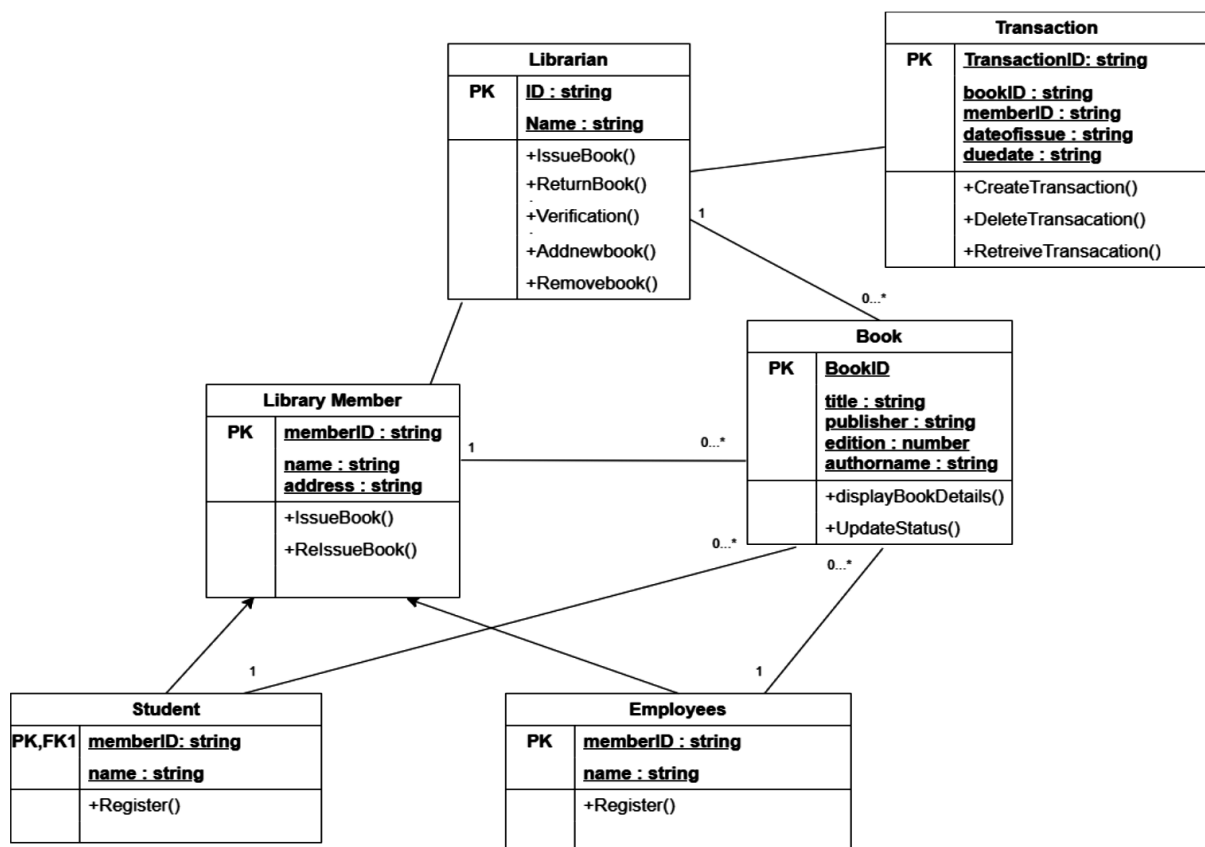 Transaction
PK
TransactionID: string
bookID : string
memberID : string
dateofissue : string
duedate : string
+CreateTransaction()
+DeleteTransacation()
+RetreiveTransacation()
Librarian
PK
ID : string
Name : string
+IssueBook()
+ReturnBook()
+Verification()
+Addnewbook()
+Removebook()
1
0...*
Book
PK
BookID
title : string
publisher : string
edition : number
authorname : string
+displayBookDetails()
+UpdateStatus()
Library Member
PK
memberID : string
name : string
address : string
+IssueBook()
+ReIssueBook()
1
0...*
0...*
0...*
1
1
Student
PK,FK1
memberID: string
name : string
+Register()
Employees
PK
memberID : string
name : string
+Register()